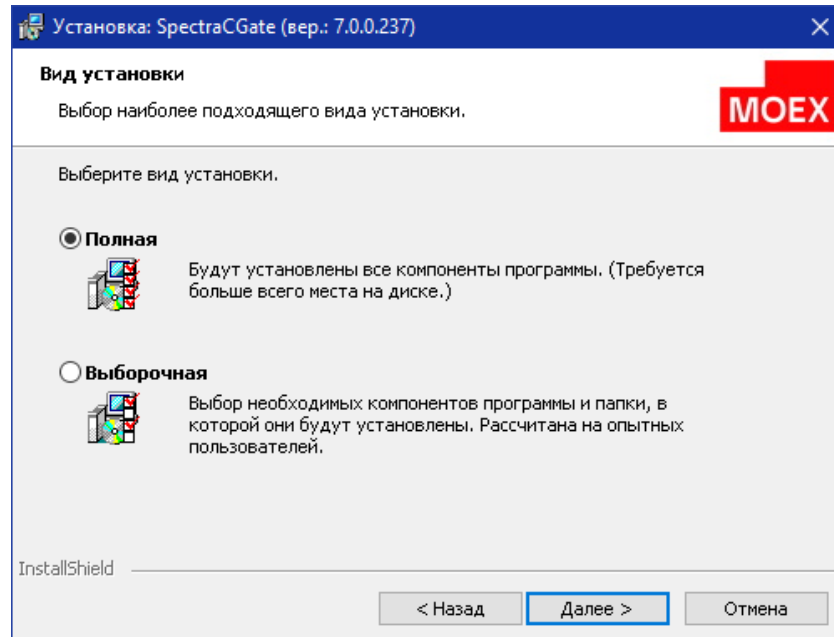 Установка: SpectraCGate (вер.: 7.0.0.237)
Вид установки
Выбор наиболее подходящего вида установки.
MOEX
Выберите вид установки.
Полная
Будут установлены все компоненты программы. (Требуется
больше всего места на диске.)
Выборочная
Выбор необходимых компонентов программы и папки, в
которой они будут установлены. Рассчитана на опытных
пользователей.
InstallShield
< Назад
Далее >
Отмена